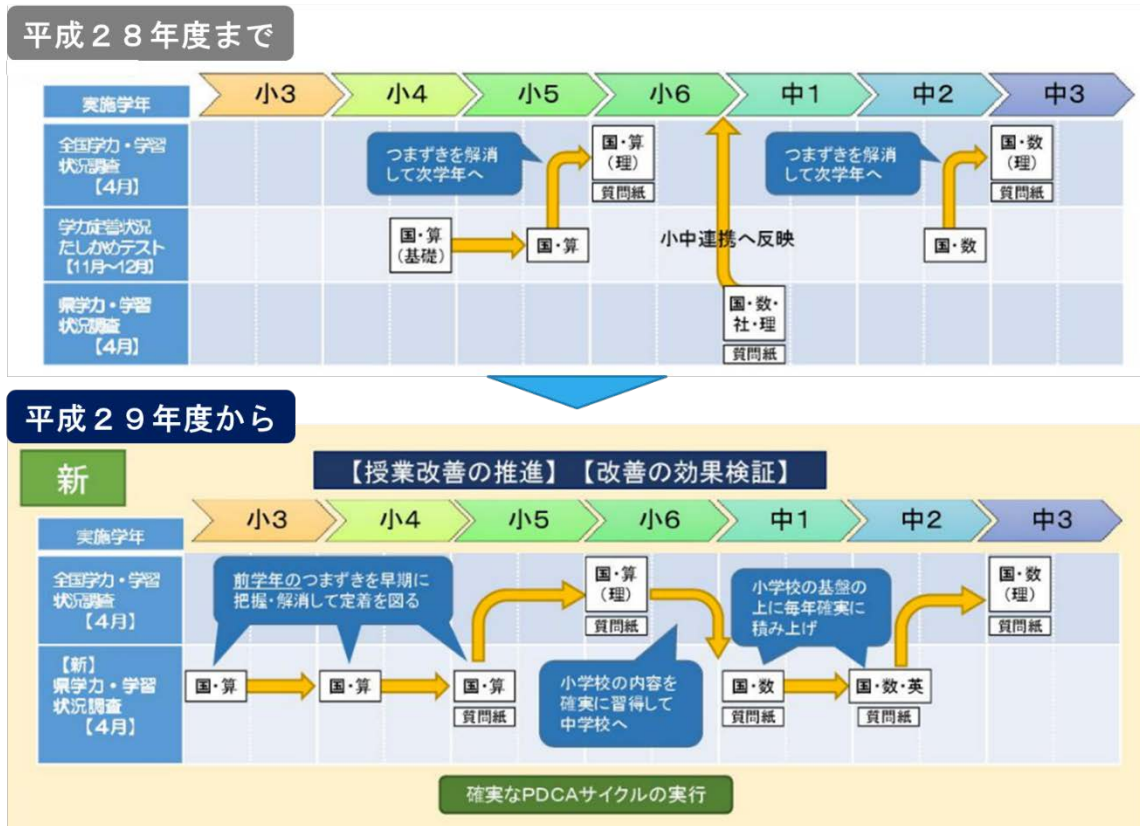 平成２８年度まで
実施学年
小3
小4
小5
小6
中1
中2
中3
全国学力・学習
状況調査
【4月】
つまずきを解消
して次学年へ
国・算
（理）
質問紙
つまずきを解消
して次学年へ
国・数
（理）
質問紙
学力定着状況
たしかめテスト
【11月～12月】
国・算
（基礎）
国・算
小中連携へ反映
国・数
県学力・学習
状況調査
【4月】
国・数・
社・理
質問紙
平成２９年度から
新
【授業改善の推進】【改善の効果検証】
実施学年
小3
小4
小5
小6
中1
中2
中3
全国学力・学習
状況調査
【4月】
前学年のつまずきを早期に
把握・解消して定着を図る
国・算
（理）
質問紙
小学校の基盤の
上に毎年確実に
積み上げ
国・数
（理）
質問紙
【新】
県学力・学習
状況調査
【4月】
国・算
国・算
国・算
質問紙
小学校の内容を
確実に習得して
中学校へ
国・数
質問紙
国・数・英
質問紙
確実なPDCAサイクルの実行